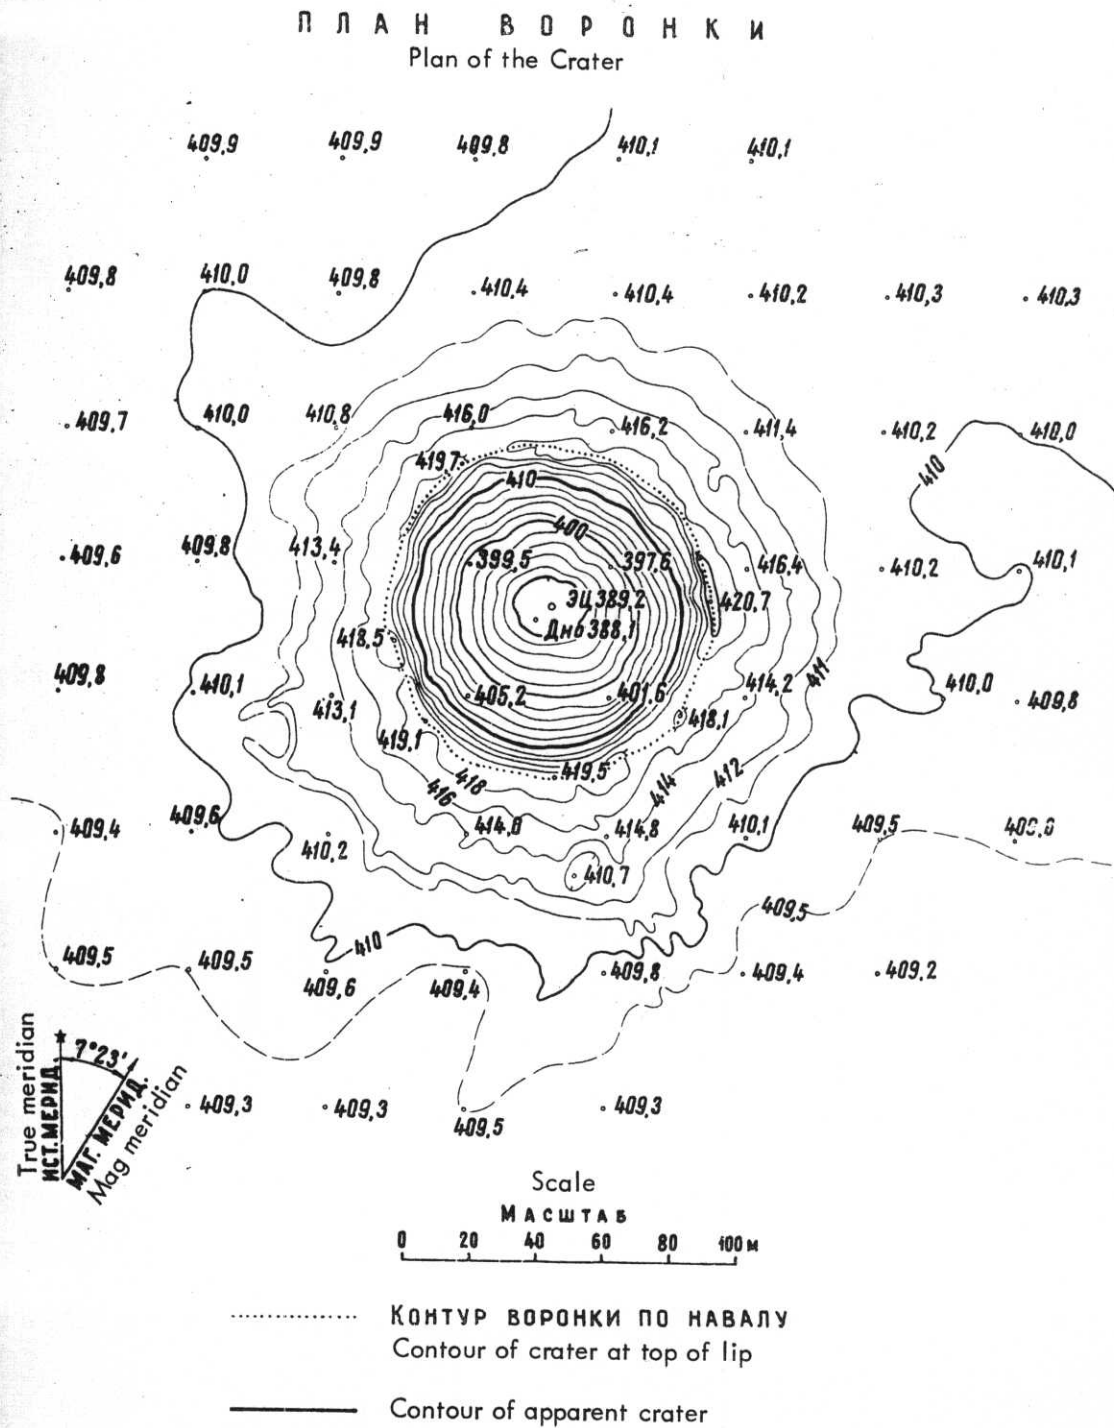 ПЛАН ВОРОНКИ
Plan of the Crater
409,9 409,9 409,8 410,1 410,1
409,8 410,0 409,8 410,4 410,4 410,2 410,3 410,3
409,7 410,0 410,8 416,0 416,2 411,4 410,2 410,0
419,7 410 410
400
409,6 409,8 413,4 399,5 397,6 416,4 410,2 410,1
ЭЦ 389,2 420,7
418,5 Дно 388,1
411
409,8 410,1 413,1 405,2 401,6 414,2 410,0 409,8
419,1 418,1
418 419,5 414 412
416
409,4 409,6 410,2 414,8 410,1 409,5
410,7
409,5
410
409,5 409,5 409,6 409,4 409,8 409,4 409,2
7°23'
True meridian
ИСТ. МЕРИД.
МАГ. МЕРИД.
Mag meridian
409,3 409,3 409,5 409,3
Scale
МАСШТАБ
0 20 40 60 80 100 м
КОНТУР ВОРОНКИ ПО НАВАЛУ
Contour of crater at top of lip
Contour of apparent crater